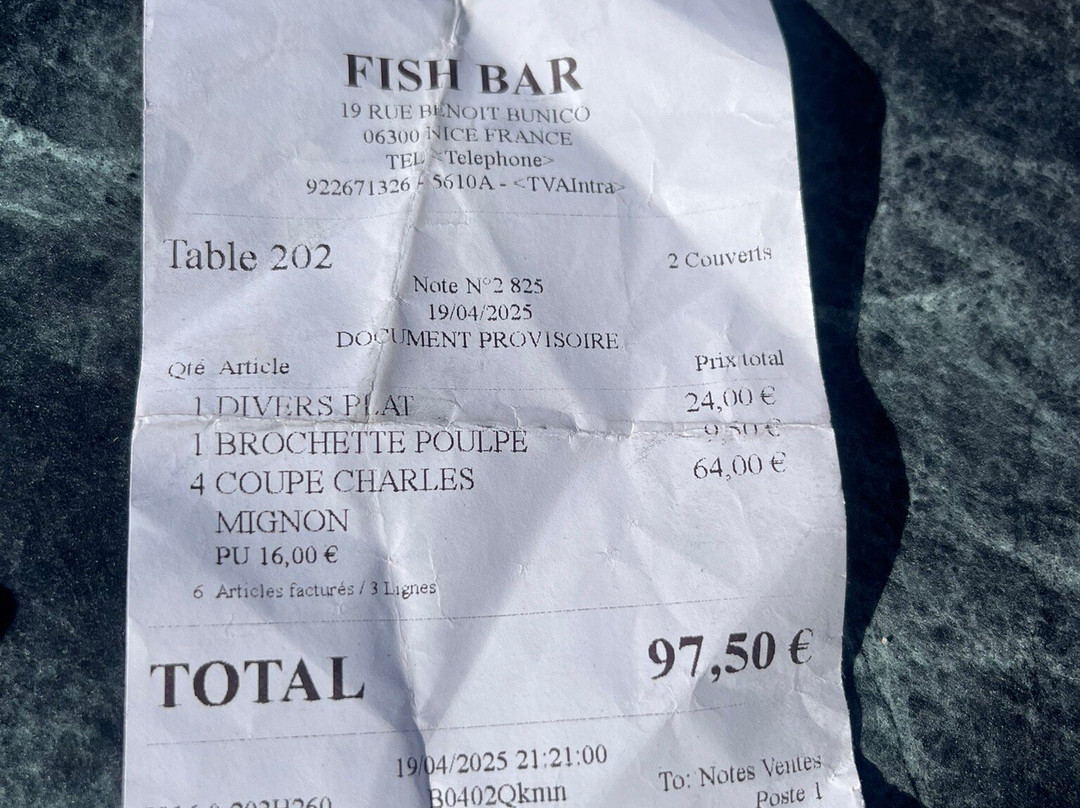 FISH BAR
19 RUE BENOIT BUNICO
06300 NICE FRANCE
TEL <Telephone>
922671326 - 5610A - <TVAIntra>
Table 202 2 Couverts
Note N°2 825
19/04/2025
DOCUMENT PROVISOIRE
Qté Article Prix total
1 DIVERS PLAT 24,00 €
1 BROCHETTE POULPE 9,50 €
4 COUPE CHARLES 64,00 €
MIGNON
PU 16,00 €
6 Articles facturés / 3 Lignes
TOTAL 97,50 €
19/04/2025 21:21:00
B0402Qknm To: Notes Ventes
Poste 1